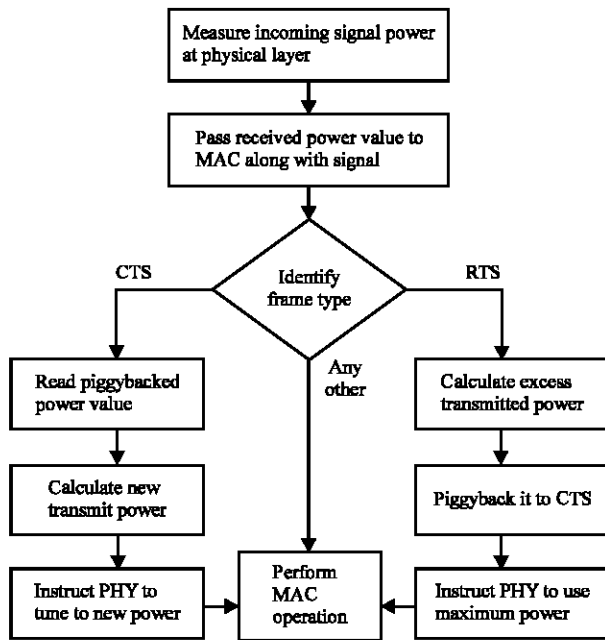 Measure incoming signal power
at physical layer
Pass received power value to
MAC along with signal
CTS
Identify
frame type
RTS
Any
other
Read piggybacked
power value
Calculate excess
transmitted power
Calculate new
transmit power
Piggyback it to CTS
Instruct PHY to
tune to new power
Perform
MAC
operation
Instruct PHY to use
maximum power